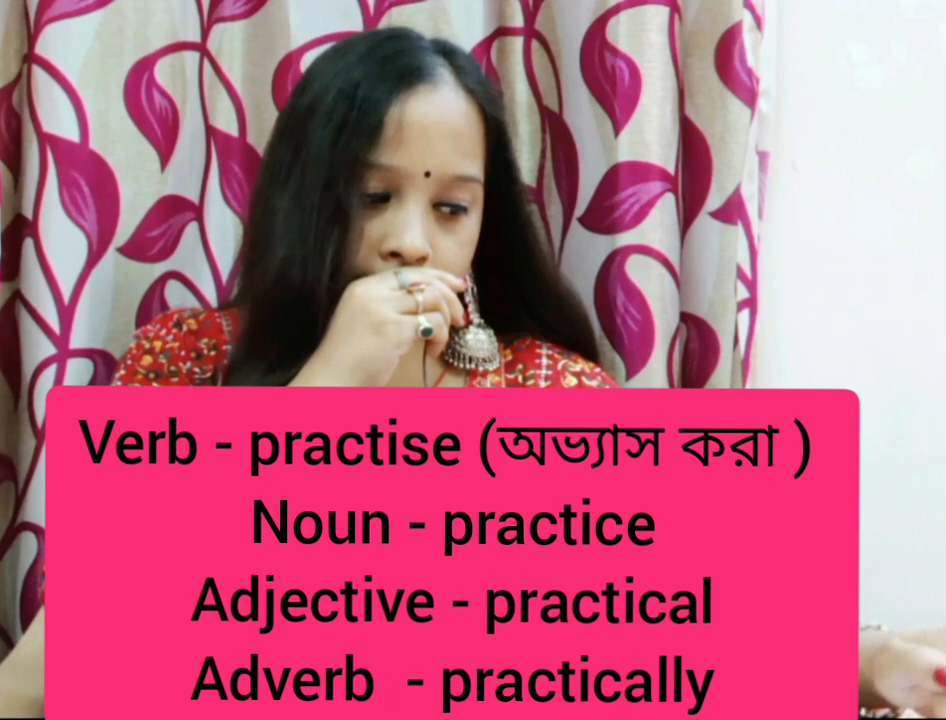 Verb - practise (অভ্যাস করা )
Noun - practice
Adjective - practical
Adverb - practically